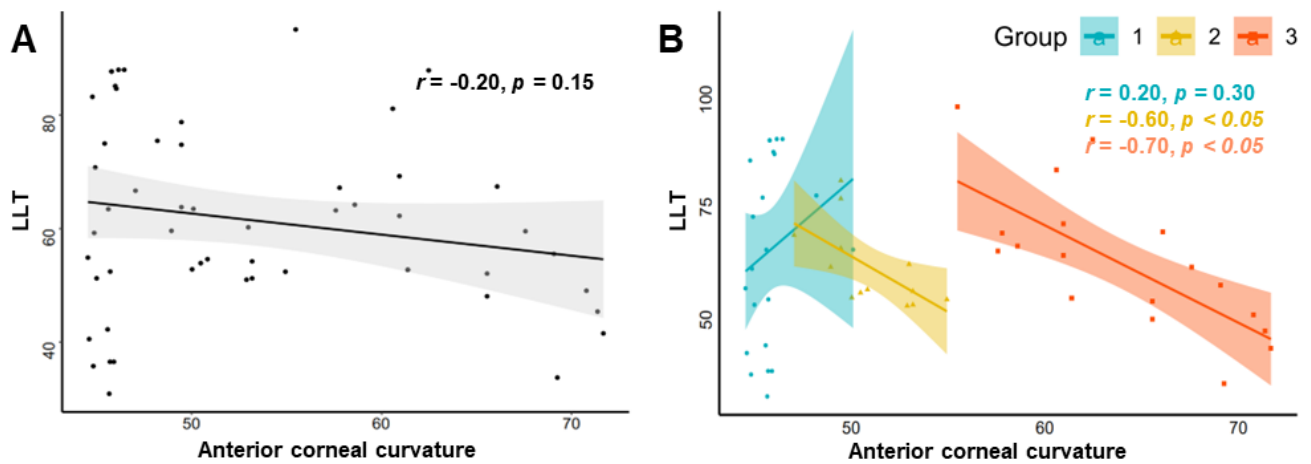 A
r = -0.20, p = 0.15
LLT
80
60
40
50 60 70
Anterior corneal curvature
B
Group a 1 a 2 a 3
r = 0.20, p = 0.30
r = -0.60, p < 0.05
r = -0.70, p < 0.05
LLT
100
75
50
50 60 70
Anterior corneal curvature